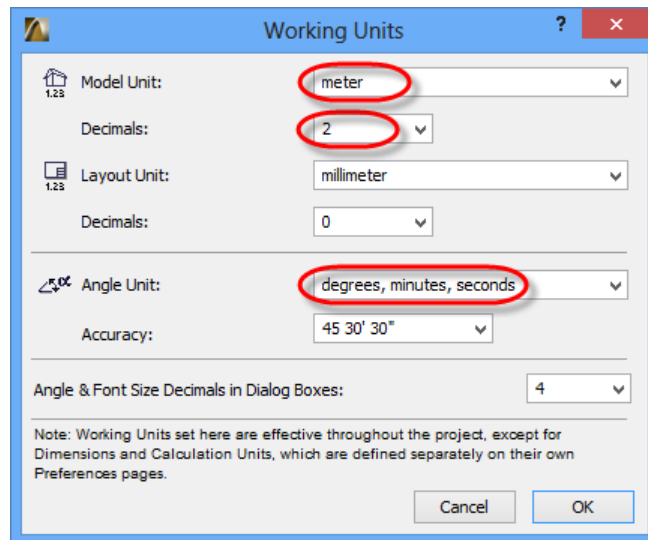 Working Units
?
×
1.23
Model Unit:
meter
Decimals:
2
1.23
Layout Unit:
millimeter
Decimals:
0
α Angle Unit:
degrees, minutes, seconds
Accuracy:
45 30' 30"
Angle & Font Size Decimals in Dialog Boxes:
4
Note: Working Units set here are effective throughout the project, except for
Dimensions and Calculation Units, which are defined separately on their own
Preferences pages.
Cancel
OK